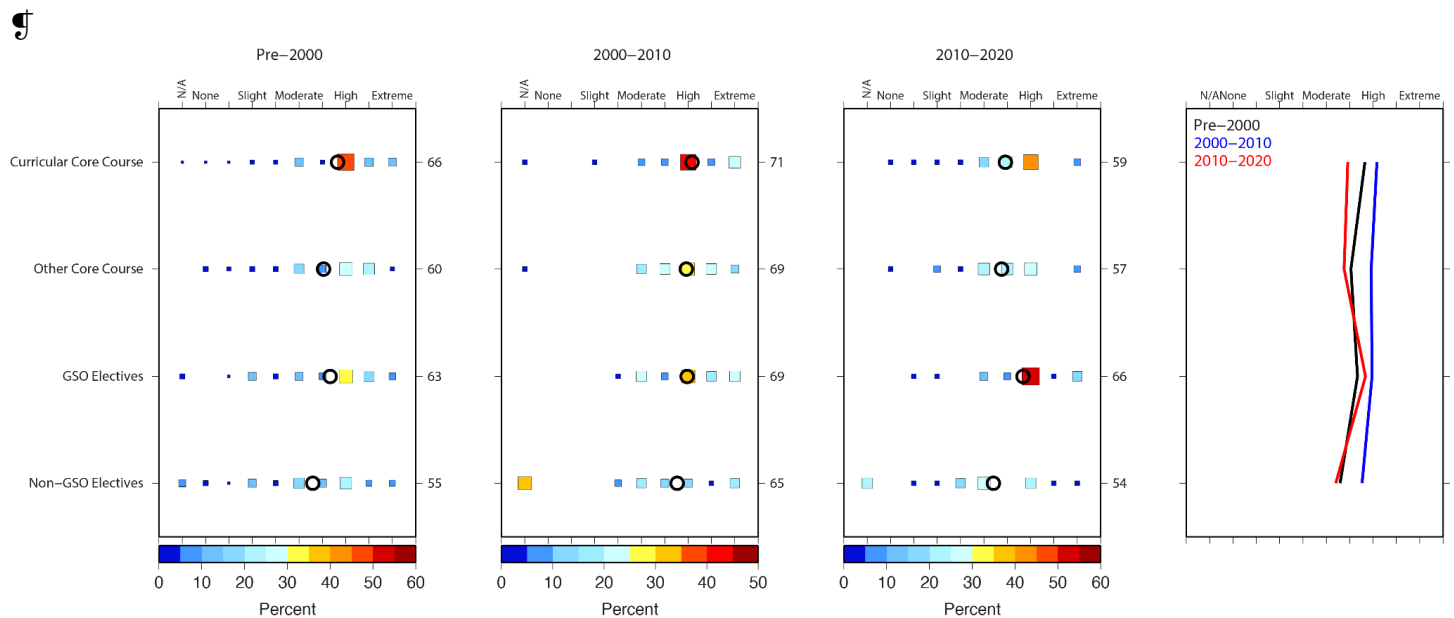 ❡
Pre−2000
2000−2010
2010−2020
N/A None Slight Moderate High Extreme
N/A None Slight Moderate High Extreme
N/A None Slight Moderate High Extreme
N/ANone Slight Moderate High Extreme
Pre−2000
2000−2010
2010−2020
Curricular Core Course 66 71 59
Other Core Course 60 69 57
GSO Electives 63 69 66
Non−GSO Electives 55 65 54
0 10 20 30 40 50 60
0 10 20 30 40 50
0 10 20 30 40 50 60
Percent
Percent
Percent